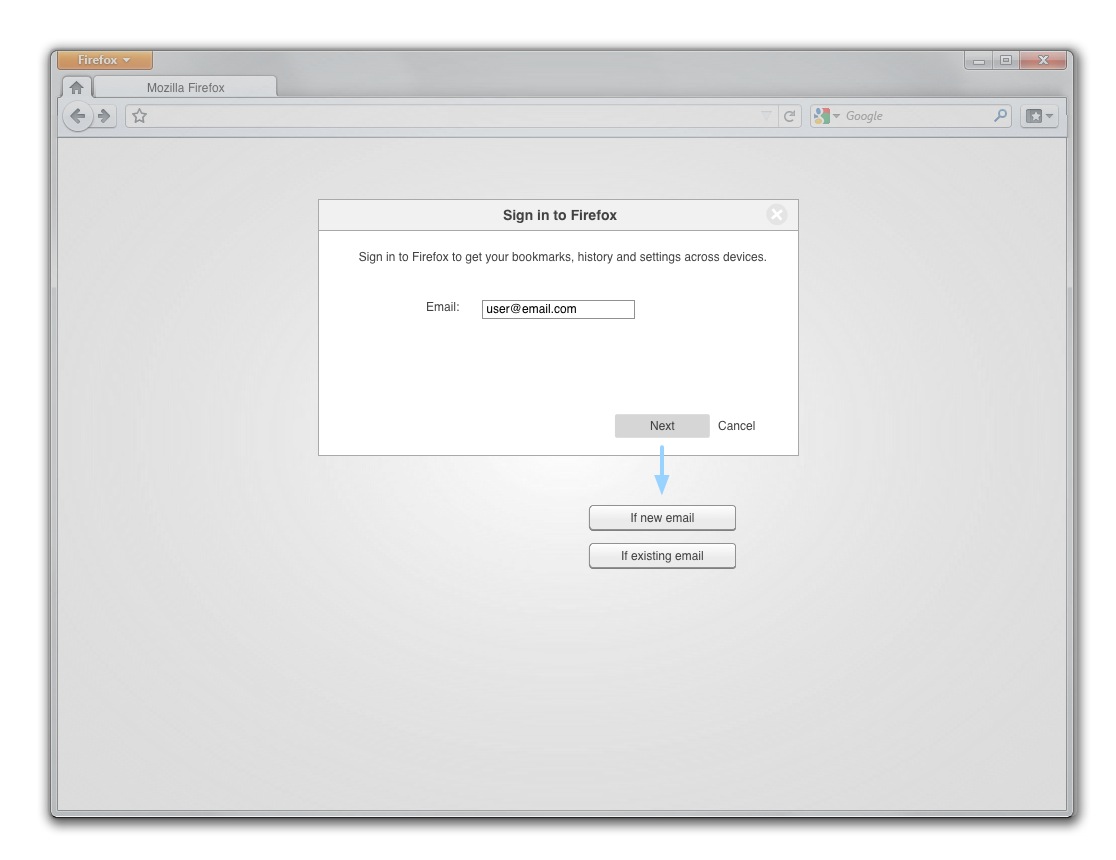 Firefox
Mozilla Firefox
Google
Sign in to Firefox
Sign in to Firefox to get your bookmarks, history and settings across devices.
Email: user@email.com
Next Cancel
If new email
If existing email